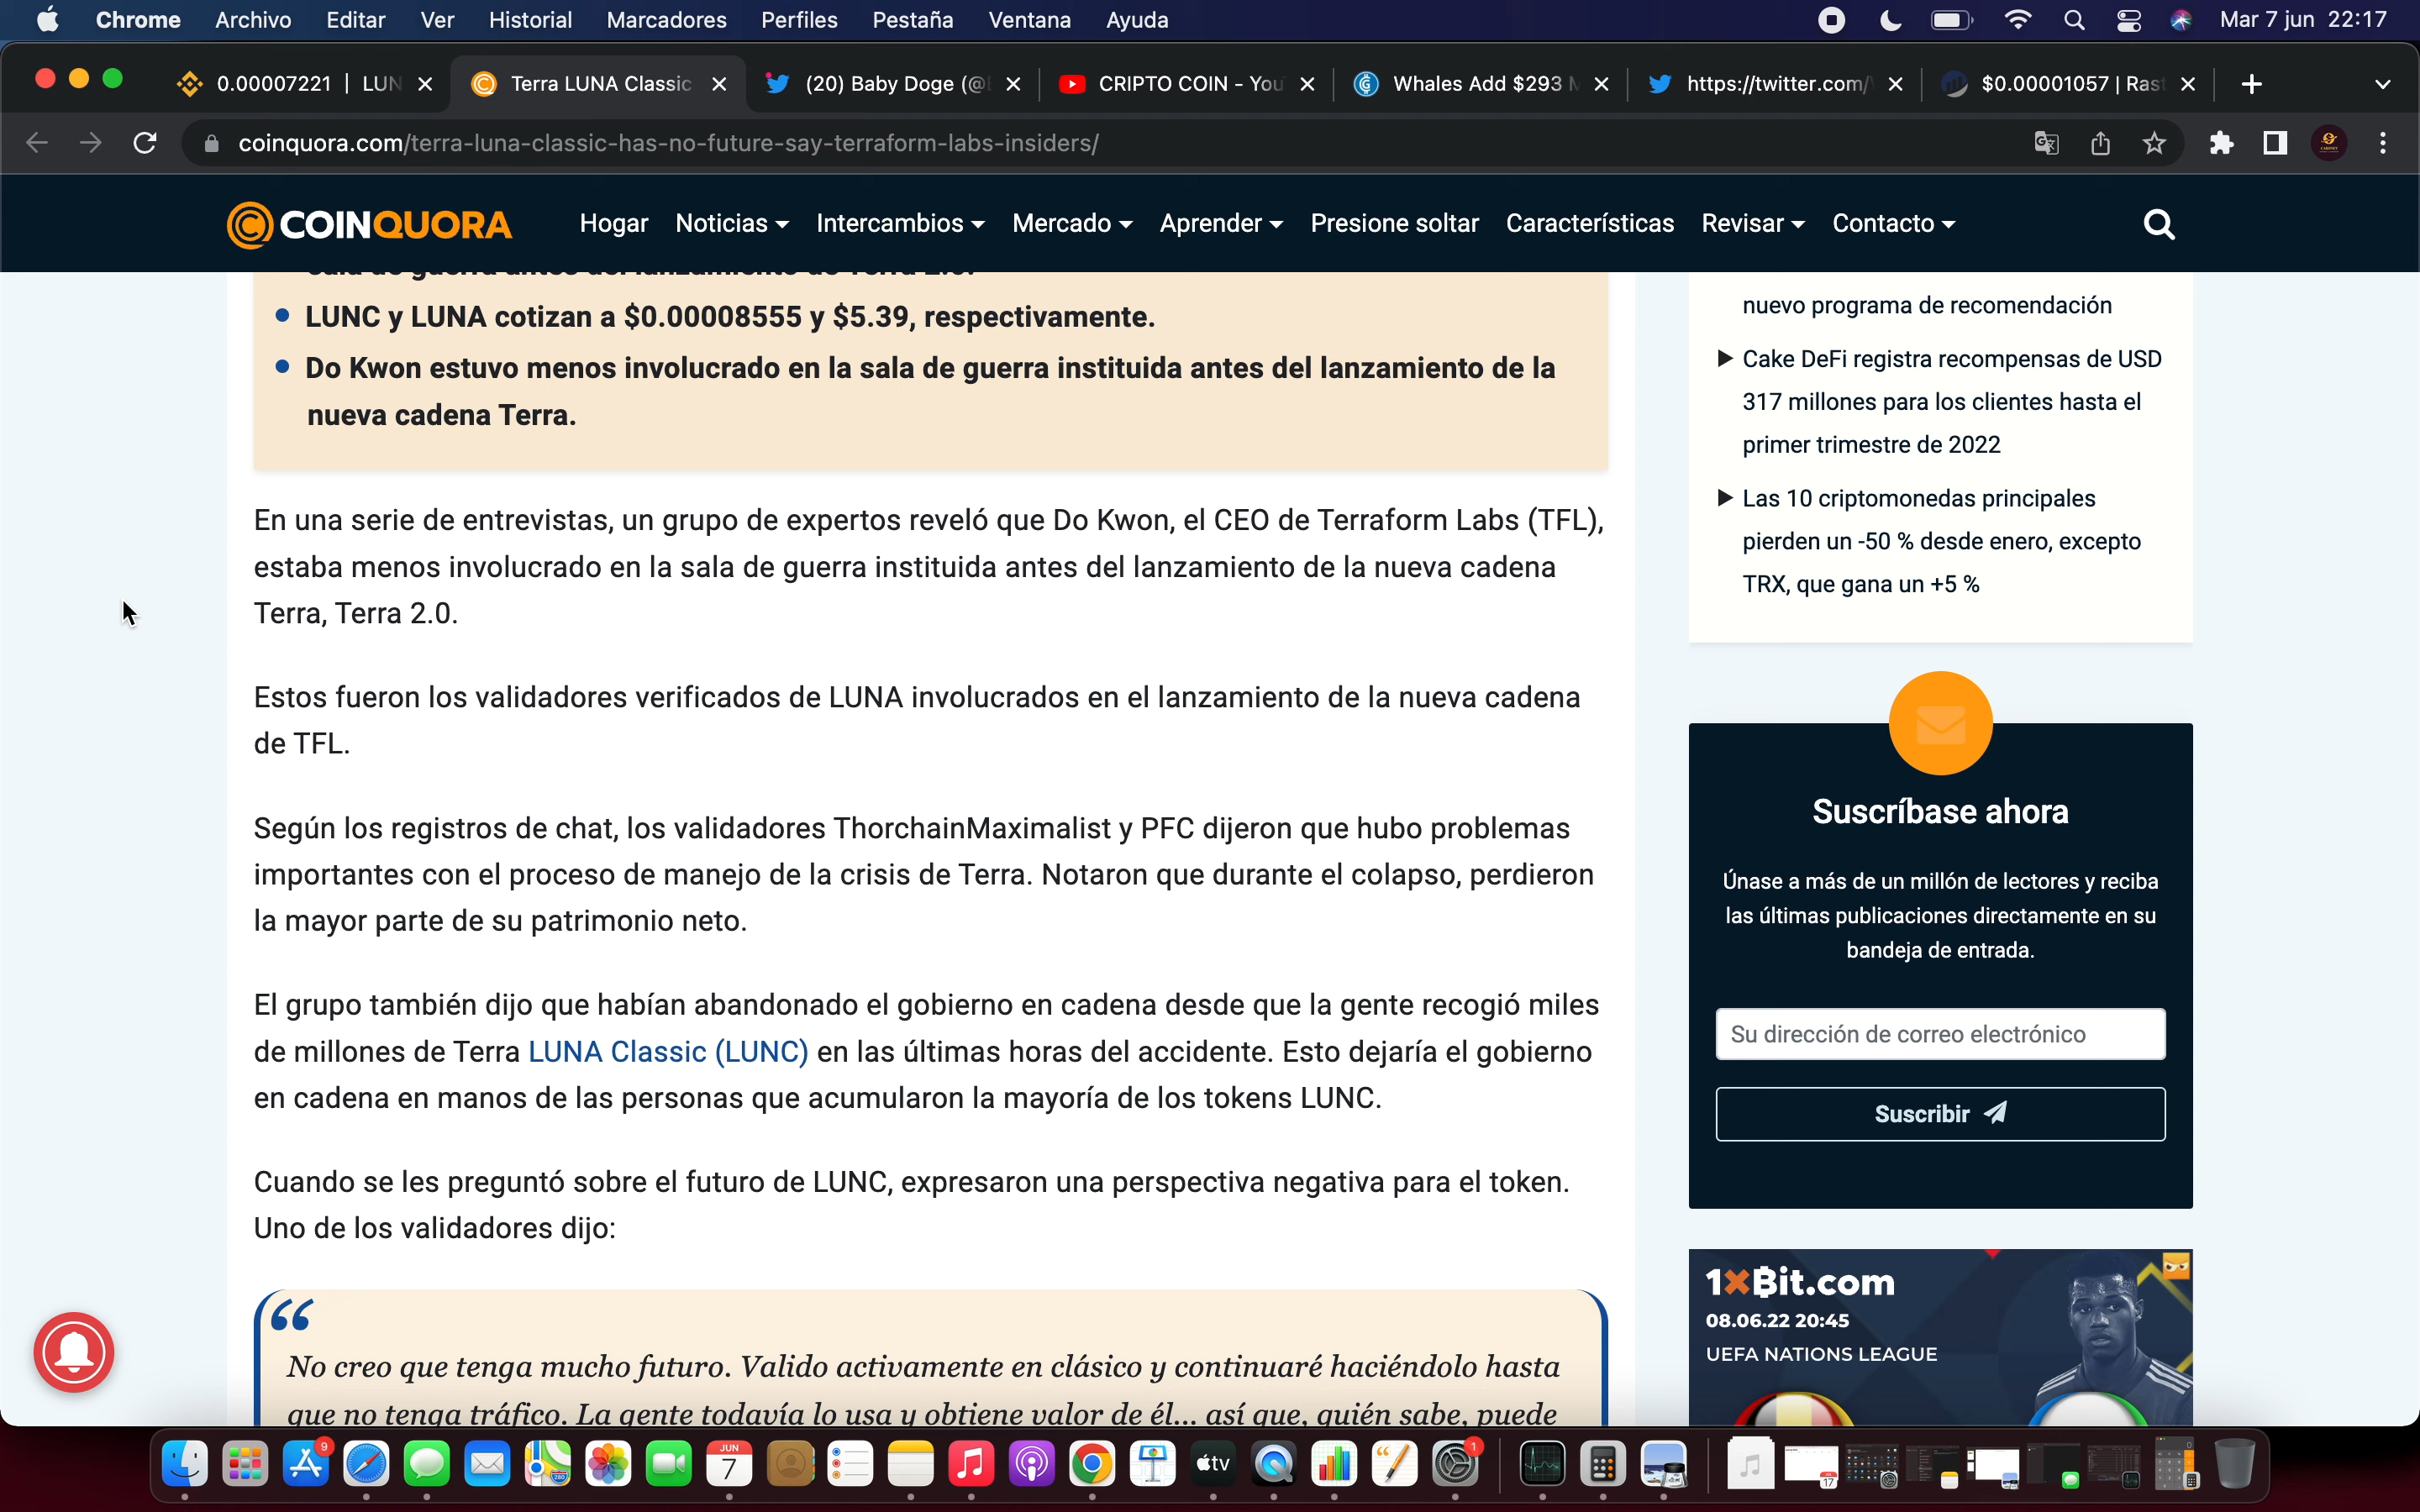 Chrome Archivo Editar Ver Historial Marcadores Perfiles Pestaña Ventana Ayuda Mar 7 jun 22:17
0.00007221 | LUN Terra LUNA Classic (20) Baby Doge (@ CRIPTO COIN - You Whales Add $293 https://twitter.com/ $0.00001057 | Rast
coinquora.com/terra-luna-classic-has-no-future-say-terraform-labs-insiders/
COINQUORA Hogar Noticias Intercambios Mercado Aprender Presione soltar Características Revisar Contacto
LUNC y LUNA cotizan a $0.00008555 y $5.39, respectivamente.
Do Kwon estuvo menos involucrado en la sala de guerra instituida antes del lanzamiento de la
nueva cadena Terra.
En una serie de entrevistas, un grupo de expertos reveló que Do Kwon, el CEO de Terraform Labs (TFL),
estaba menos involucrado en la sala de guerra instituida antes del lanzamiento de la nueva cadena
Terra, Terra 2.0.
Estos fueron los validadores verificados de LUNA involucrados en el lanzamiento de la nueva cadena
de TFL.
Según los registros de chat, los validadores ThorchainMaximalist y PFC dijeron que hubo problemas
importantes con el proceso de manejo de la crisis de Terra. Notaron que durante el colapso, perdieron
la mayor parte de su patrimonio neto.
El grupo también dijo que habían abandonado el gobierno en cadena desde que la gente recogió miles
de millones de Terra LUNA Classic (LUNC) en las últimas horas del accidente. Esto dejaría el gobierno
en cadena en manos de las personas que acumularon la mayoría de los tokens LUNC.
Cuando se les preguntó sobre el futuro de LUNC, expresaron una perspectiva negativa para el token.
Uno de los validadores dijo:
“
No creo que tenga mucho futuro. Valido activamente en clásico y continuaré haciéndolo hasta
que no tenga tráfico. La gente todavía lo usa y obtiene valor de él... así que, quién sabe, puede
nuevo programa de recomendación
Cake DeFi registra recompensas de USD
317 millones para los clientes hasta el
primer trimestre de 2022
Las 10 criptomonedas principales
pierden un -50 % desde enero, excepto
TRX, que gana un +5 %
Suscríbase ahora
Únase a más de un millón de lectores y reciba
las últimas publicaciones directamente en su
bandeja de entrada.
Su dirección de correo electrónico
Suscribir
1xBit.com
08.06.22 20:45
UEFA NATIONS LEAGUE
9 JUN 7 tv 1 17